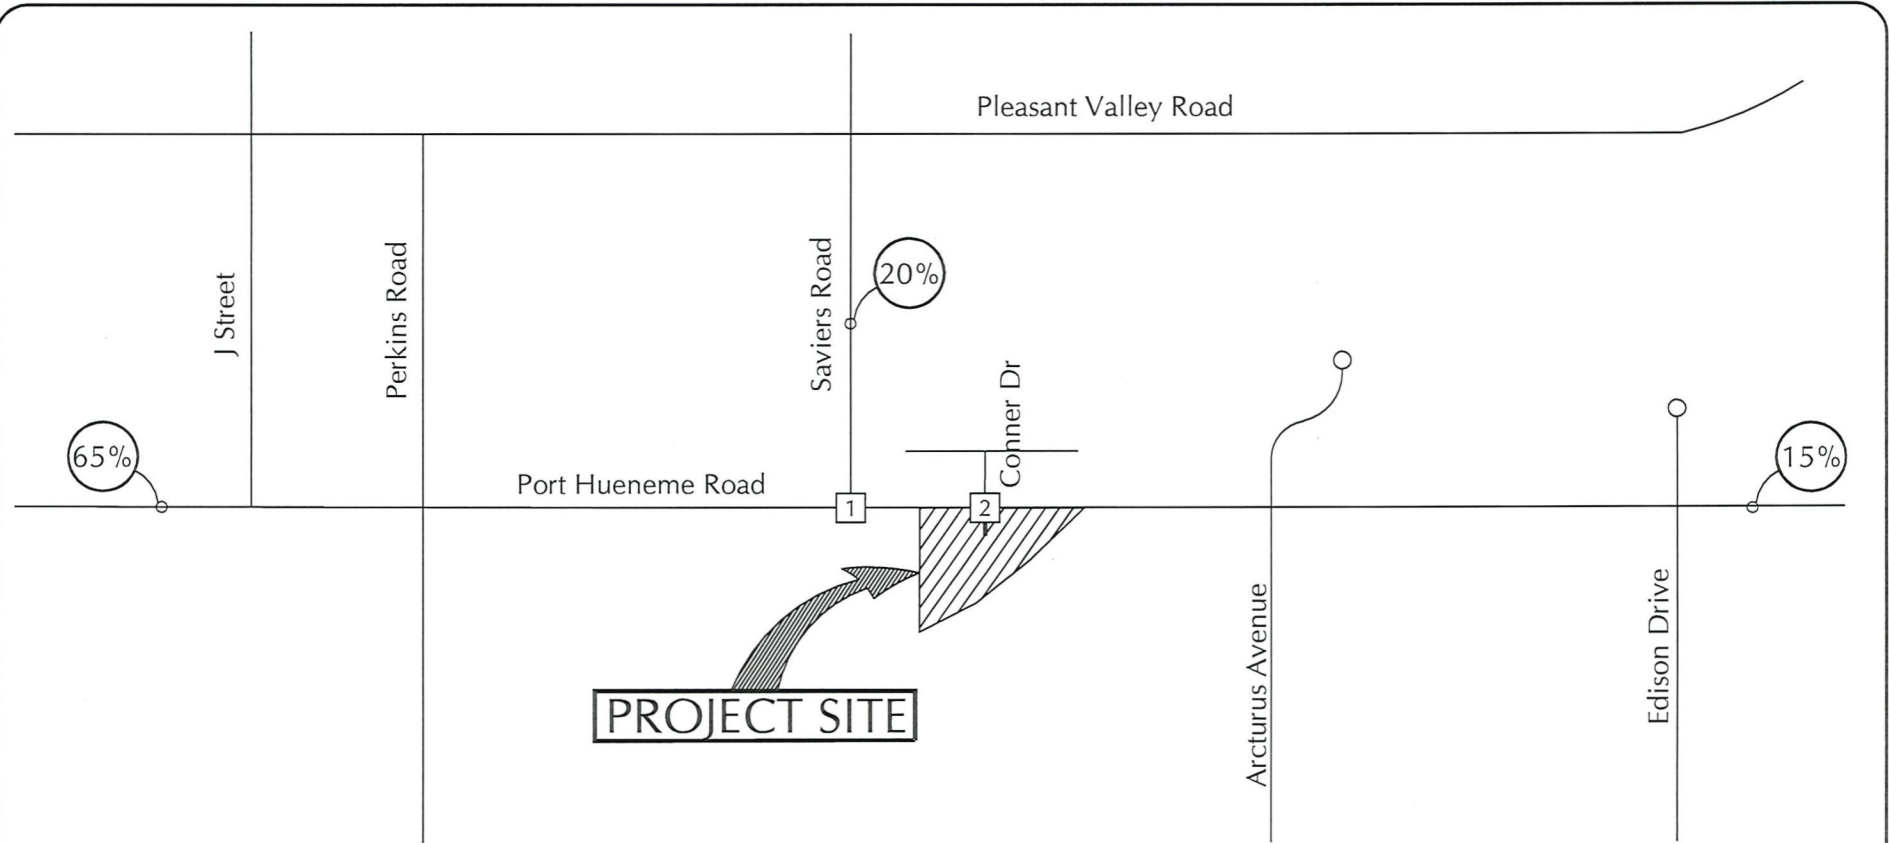 Pleasant Valley Road
J Street
Perkins Road
Saviers Road
20%
Conner Dr
65%
Port Hueneme Road
1
2
15%
PROJECT SITE
Arcturus Avenue
Edison Drive